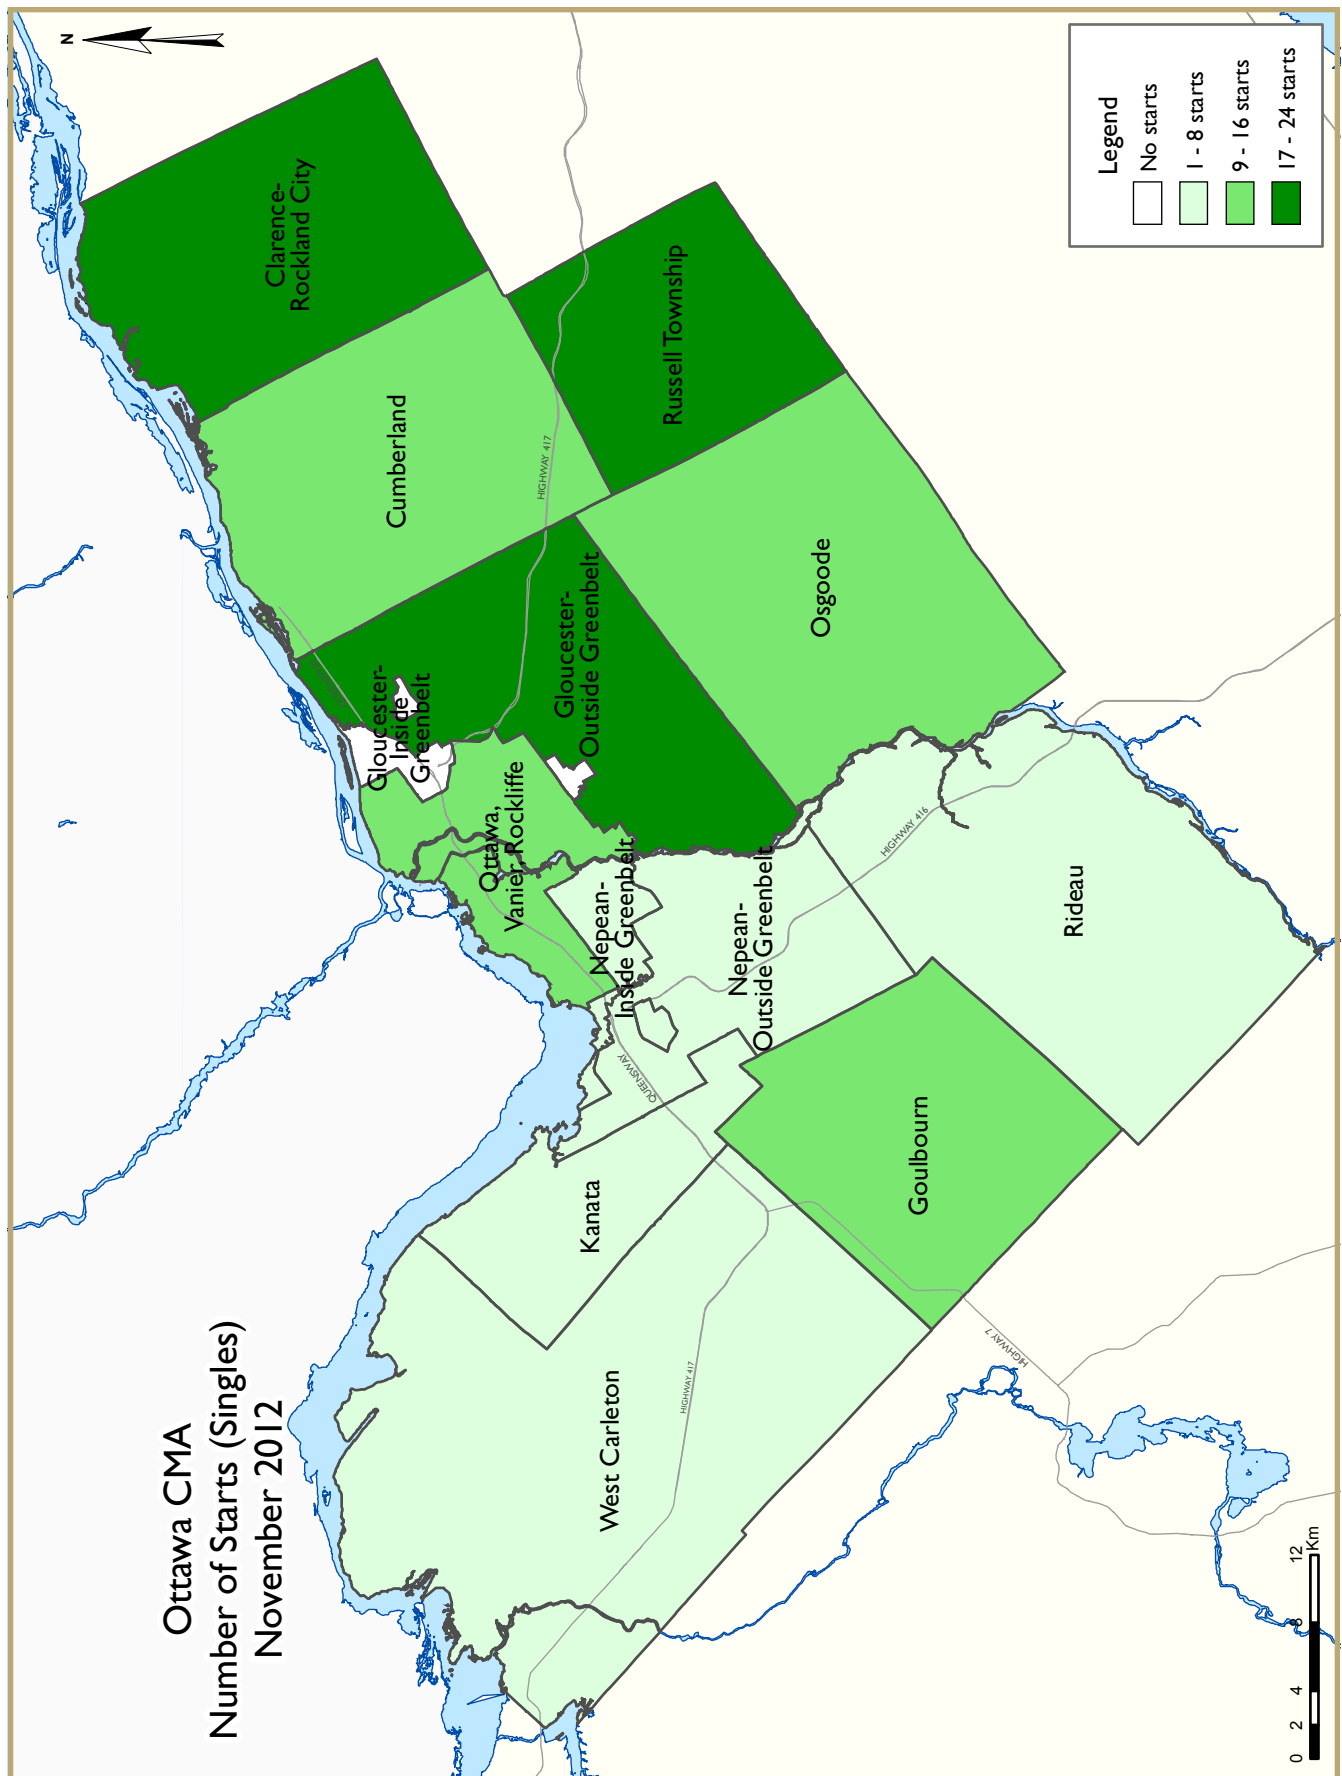 Ottawa CMA
Number of Starts (Singles)
November 2012
N
Clarence-
Rockland City
Cumberland
Russell Township
HIGHWAY 417
Gloucester-
Inside
Greenbelt
Gloucester-
Outside Greenbelt
Osgoode
Ottawa,
Vanier, Rockliffe
Nepean-
Inside Greenbelt
Nepean-
Outside Greenbelt
HIGHWAY 416
Rideau
QUEENSWAY
Kanata
Goulbourn
West Carleton
HIGHWAY 417
HIGHWAY 7
Legend
No starts
1 - 8 starts
9 - 16 starts
17 - 24 starts
0 2 4 8 12
Km